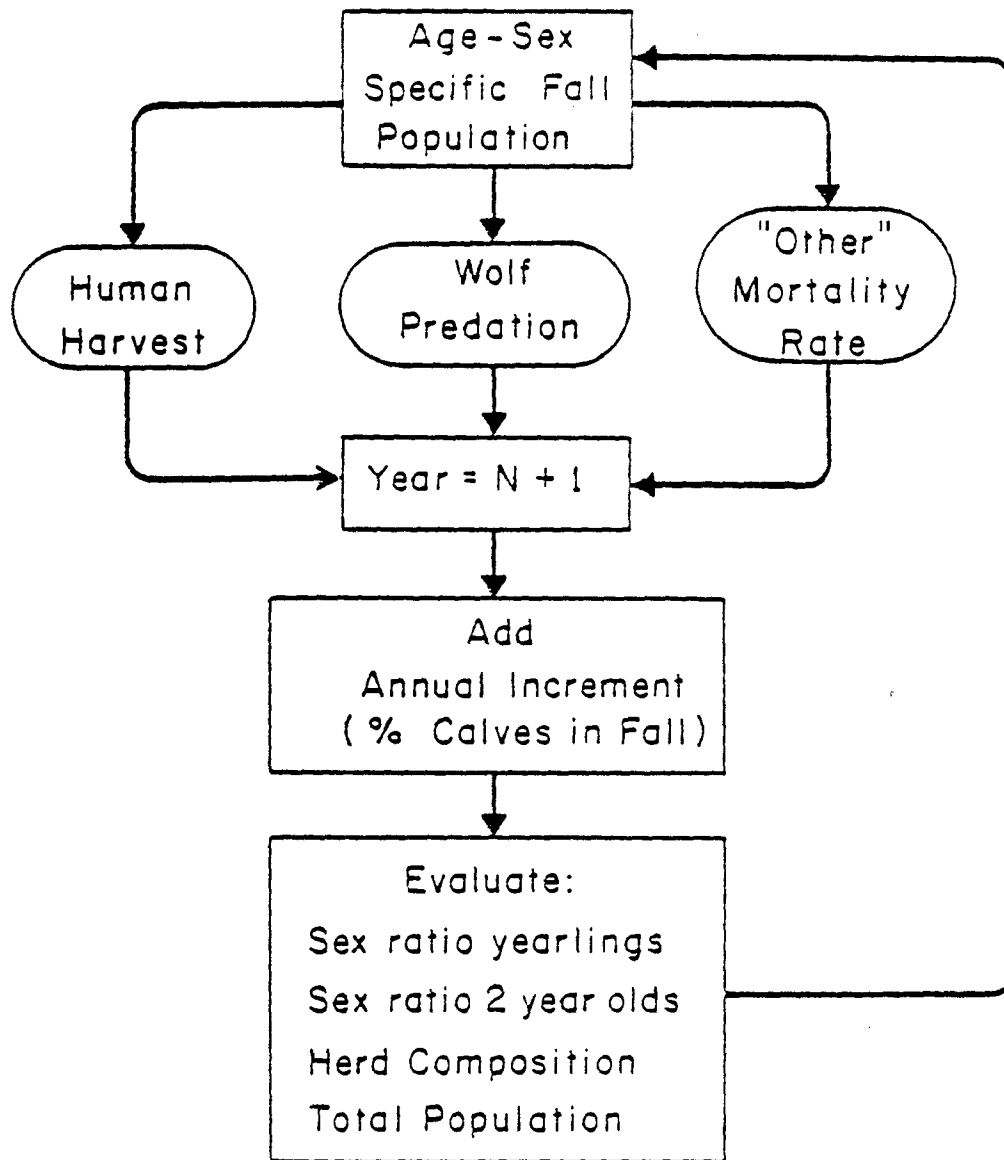 Age-Sex
Specific Fall
Population
Human
Harvest
Wolf
Predation
"Other"
Mortality
Rate
Year = N + 1
Add
Annual Increment
(% Calves in Fall)
Evaluate:
Sex ratio yearlings
Sex ratio 2 year olds
Herd Composition
Total Population